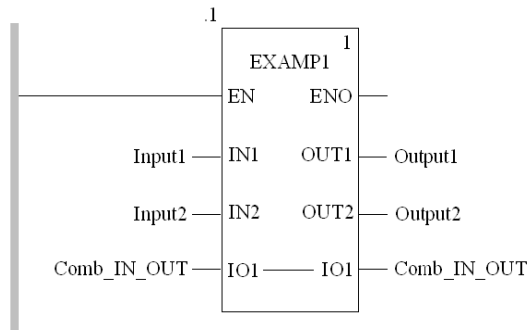 .1
1
EXAMP1
EN ENO
Input1 IN1 OUT1 Output1
Input2 IN2 OUT2 Output2
Comb_IN_OUT IO1 IO1 Comb_IN_OUT